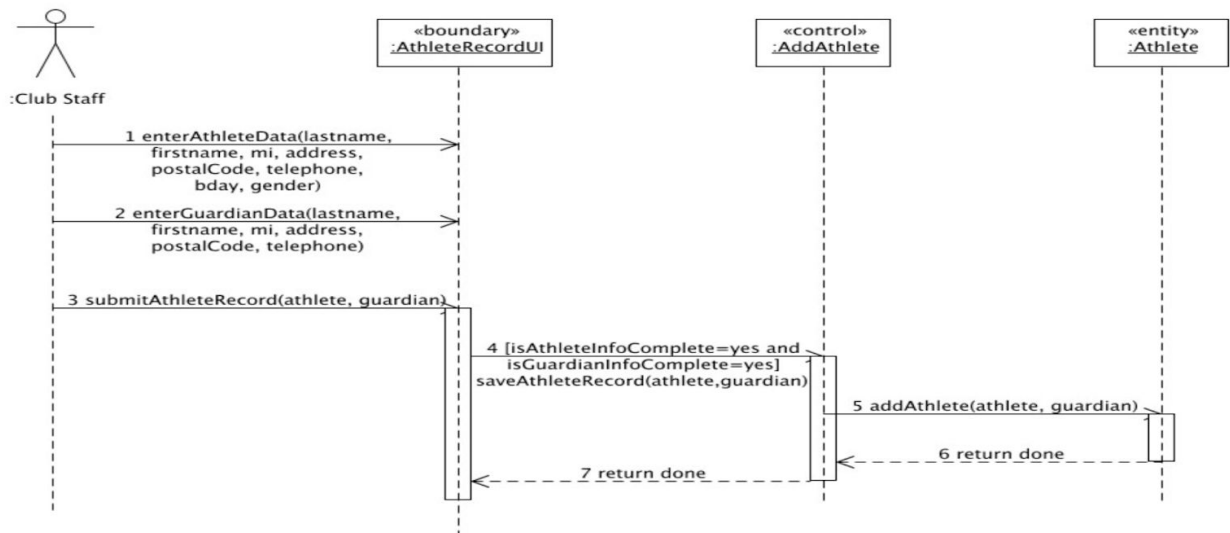 «boundary»
:AthleteRecordUI
«control»
:AddAthlete
«entity»
:Athlete
:Club Staff
1 enterAthleteData(lastname,
firstname, mi, address,
postalCode, telephone,
bday, gender)
2 enterGuardianData(lastname,
firstname, mi, address,
postalCode, telephone)
3 submitAthleteRecord(athlete, guardian)
4 [isAthleteInfoComplete=yes and
isGuardianInfoComplete=yes]
saveAthleteRecord(athlete,guardian)
5 addAthlete(athlete, guardian)
6 return done
7 return done